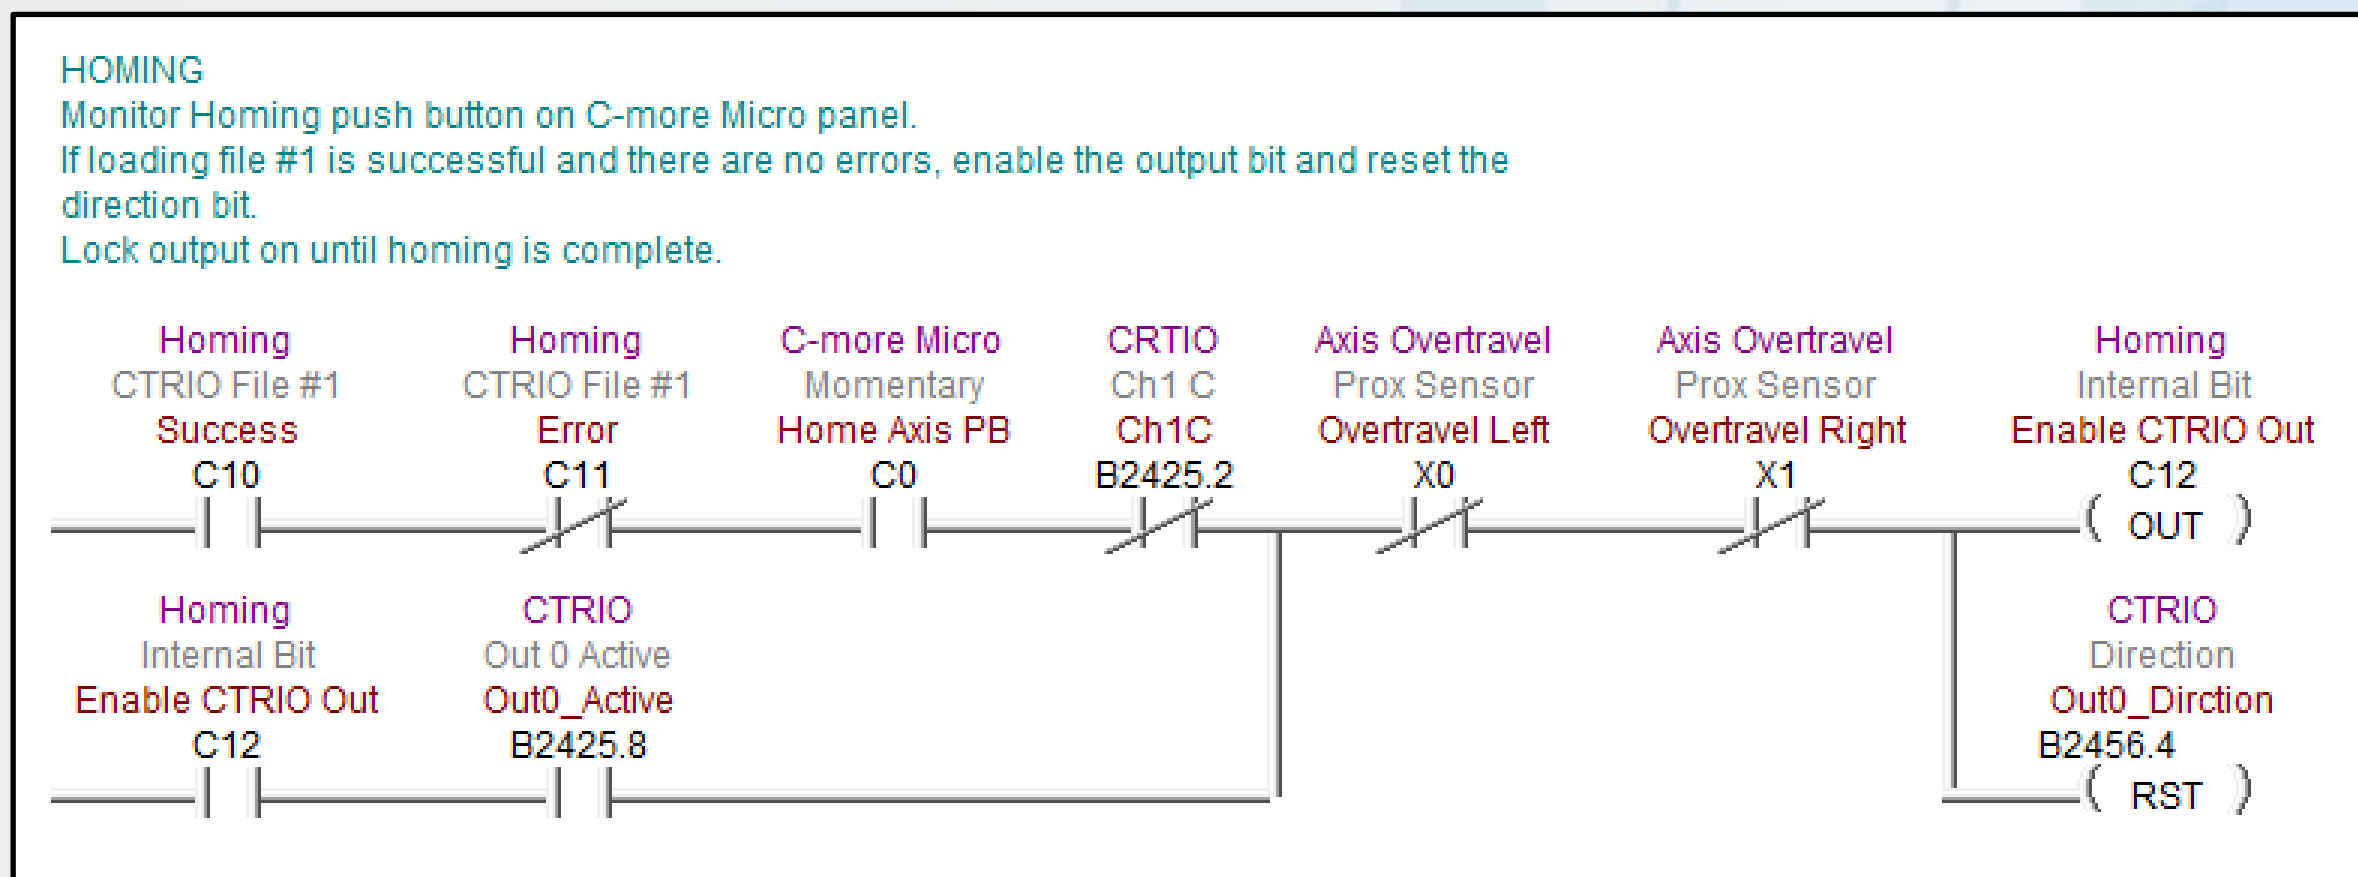 HOMING
Monitor Homing push button on C-more Micro panel.
If loading file #1 is successful and there are no errors, enable the output bit and reset the
direction bit.
Lock output on until homing is complete.
Homing Homing C-more Micro CRTIO Axis Overtravel Axis Overtravel Homing
CTRIO File #1 CTRIO File #1 Momentary Ch1 C Prox Sensor Prox Sensor Internal Bit
Success Error Home Axis PB Ch1C Overtravel Left Overtravel Right Enable CTRIO Out
C10 C11 C0 B2425.2 X0 X1 C12
OUT
Homing CTRIO CTRIO
Internal Bit Out 0 Active Direction
Enable CTRIO Out Out0_Active Out0_Dirction
C12 B2425.8 B2456.4
RST